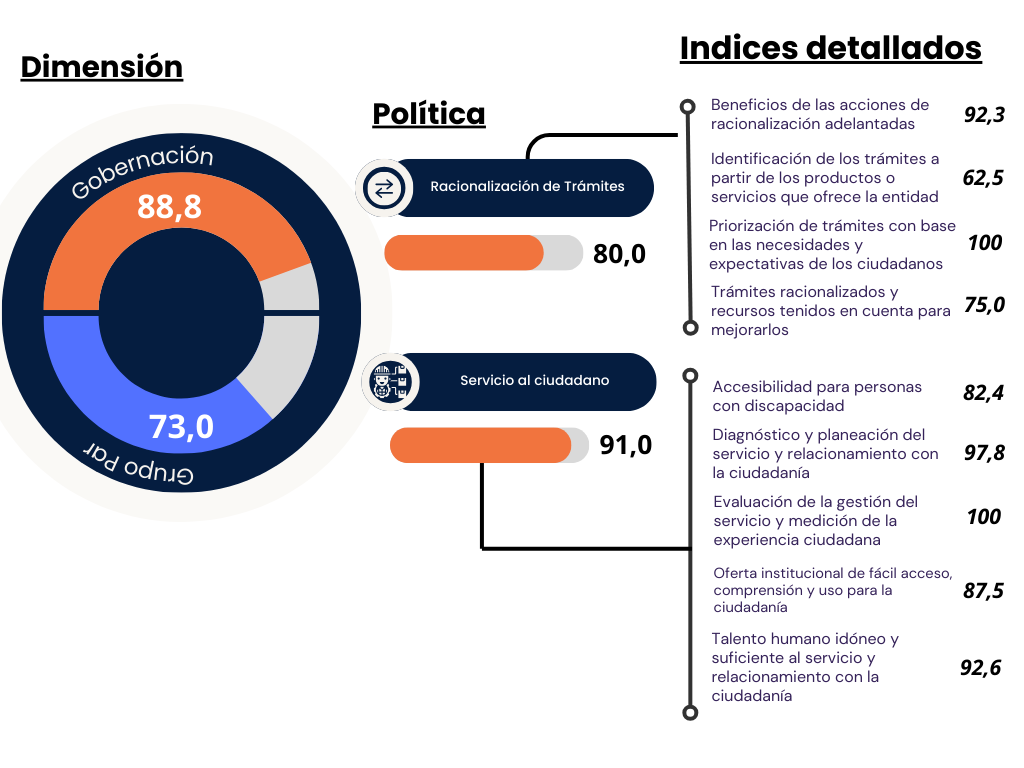 Dimensión
Gobernación
88,8
73,0
Grupo Par
Política
Racionalización de Trámites
80,0
Servicio al ciudadano
91,0
Indices detallados
Beneficios de las acciones de
racionalización adelantadas
92,3
Identificación de los trámites a
partir de los productos o
servicios que ofrece la entidad
62,5
Priorización de trámites con base
en las necesidades y
expectativas de los ciudadanos
100
Trámites racionalizados y
recursos tenidos en cuenta para
mejorarlos
75,0
Accesibilidad para personas
con discapacidad
82,4
Diagnóstico y planeación del
servicio y relacionamiento con
la ciudadanía
97,8
Evaluación de la gestión del
servicio y medición de la
experiencia ciudadana
100
Oferta institucional de fácil acceso,
comprensión y uso para la
ciudadanía
87,5
Talento humano idóneo y
suficiente al servicio y
relacionamiento con la
ciudadanía
92,6